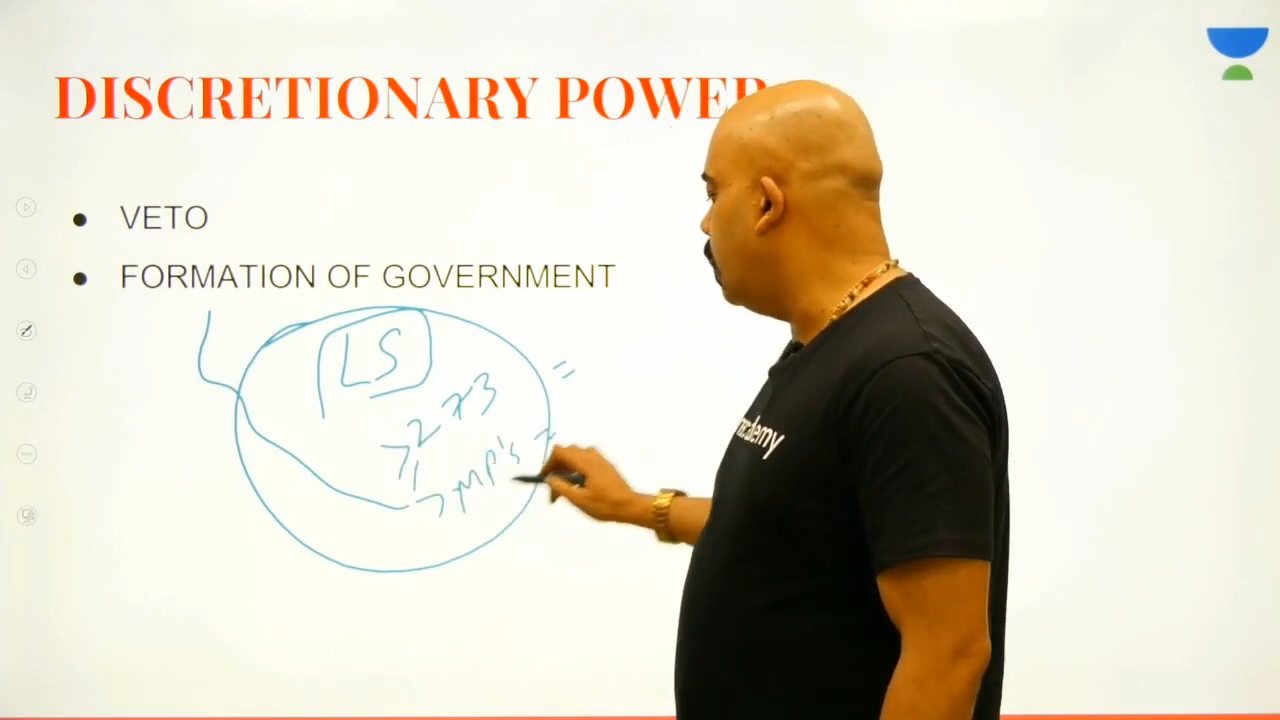 DISCRETIONARY POWER
• VETO
• FORMATION OF GOVERNMENT
LS
273
MP's